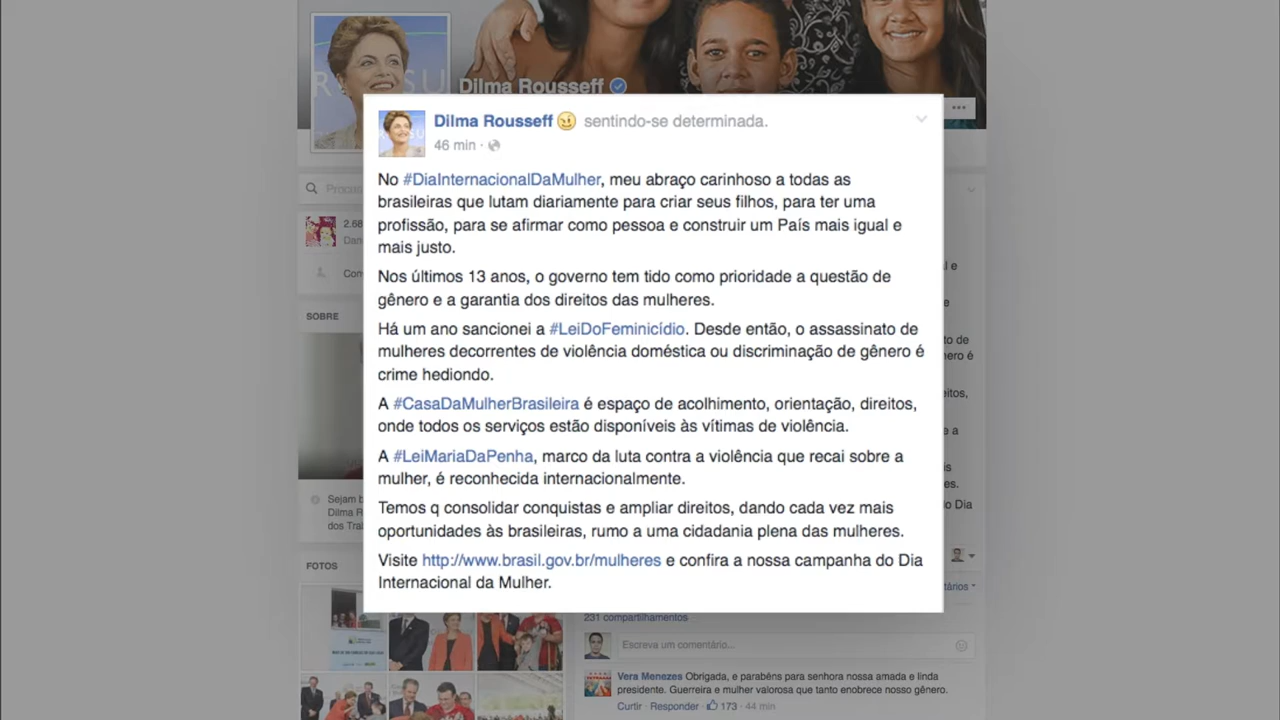 Dilma Rousseff
Dilma Rousseff sentindo-se determinada.
46 min ·
No #DiaInternacionalDaMulher, meu abraço carinhoso a todas as
brasileiras que lutam diariamente para criar seus filhos, para ter uma
profissão, para se afirmar como pessoa e construir um País mais igual e
mais justo.
Nos últimos 13 anos, o governo tem tido como prioridade a questão de
gênero e a garantia dos direitos das mulheres.
Há um ano sancionei a #LeiDoFeminicídio. Desde então, o assassinato de
mulheres decorrentes de violência doméstica ou discriminação de gênero é
crime hediondo.
A #CasaDaMulherBrasileira é espaço de acolhimento, orientação, direitos,
onde todos os serviços estão disponíveis às vítimas de violência.
A #LeiMariaDaPenha, marco da luta contra a violência que recai sobre a
mulher, é reconhecida internacionalmente.
Temos q consolidar conquistas e ampliar direitos, dando cada vez mais
oportunidades às brasileiras, rumo a uma cidadania plena das mulheres.
Visite http://www.brasil.gov.br/mulheres e confira a nossa campanha do Dia
Internacional da Mulher.
SOBRE
Sejam b
Dilma R
dos Trab
FOTOS
231 compartilhamentos
Escreva um comentário...
Vera Menezes Obrigada, e parabéns para senhora nossa amada e linda
presidente. Guerreira e mulher valorosa que tanto enobrece nosso gênero.
Curtir · Responder · 173 · 44 min